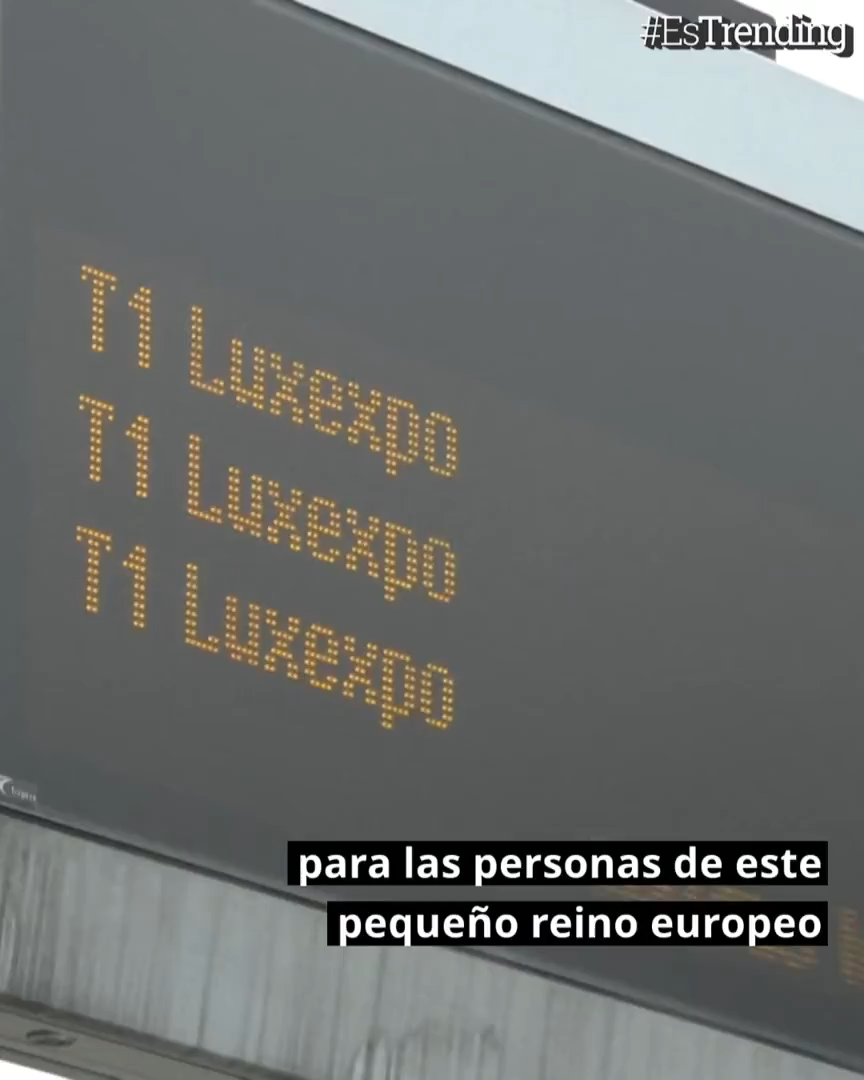 #EsTrending
T1 Luxexpo
T1 Luxexpo
T1 Luxexpo
para las personas de este
pequeño reino europeo